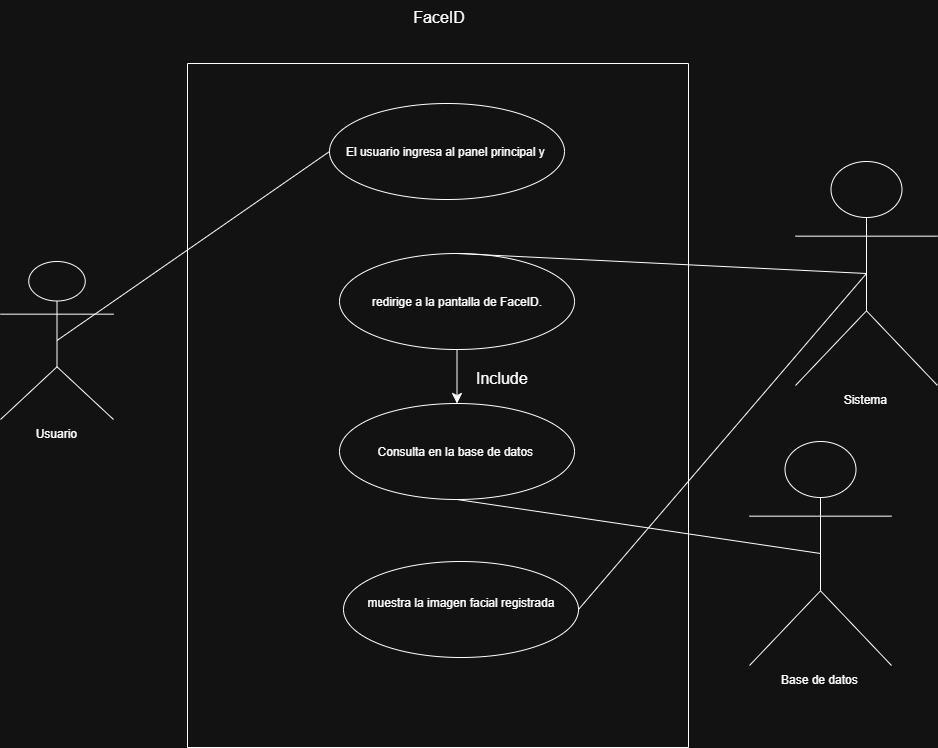 FaceID
El usuario ingresa al panel principal y
redirige a la pantalla de FaceID.
Include
Consulta en la base de datos
muestra la imagen facial registrada
Usuario
Sistema
Base de datos